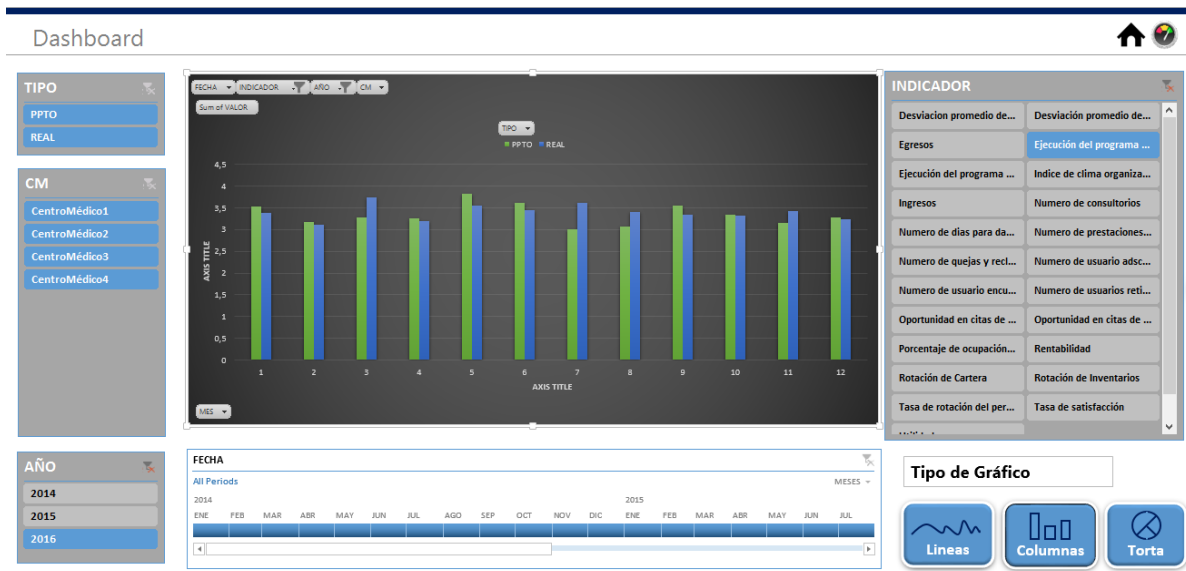 Dashboard
TIPO
PPTO
REAL
CM
CentroMédico1
CentroMédico2
CentroMédico3
CentroMédico4
AÑO
2014
2015
2016
FECHA INDICADOR AÑO CM
Sum of VALOR
TIPO
PPTO REAL
4,5
4
3,5
3
2,5
2
1,5
1
0,5
0
AXIS TITLE
1 2 3 4 5 6 7 8 9 10 11 12
AXIS TITLE
MES
FECHA
All Periods MESES
2014 2015
ENE FEB MAR ABR MAY JUN JUL AGO SEP OCT NOV DIC ENE FEB MAR ABR MAY JUN JUL
INDICADOR
Desviacion promedio de... Desviación promedio de...
Egresos Ejecución del programa ...
Ejecución del programa ... Indice de clima organiza...
Ingresos Numero de consultorios
Numero de dias para da... Numero de prestaciones...
Numero de quejas y recl... Numero de usuario adsc...
Numero de usuario encu... Numero de usuarios reti...
Oportunidad en citas de ... Oportunidad en citas de ...
Porcentaje de ocupación... Rentabilidad
Rotación de Cartera Rotación de Inventarios
Tasa de rotación del per... Tasa de satisfacción
Tipo de Gráfico
Lineas Columnas Torta